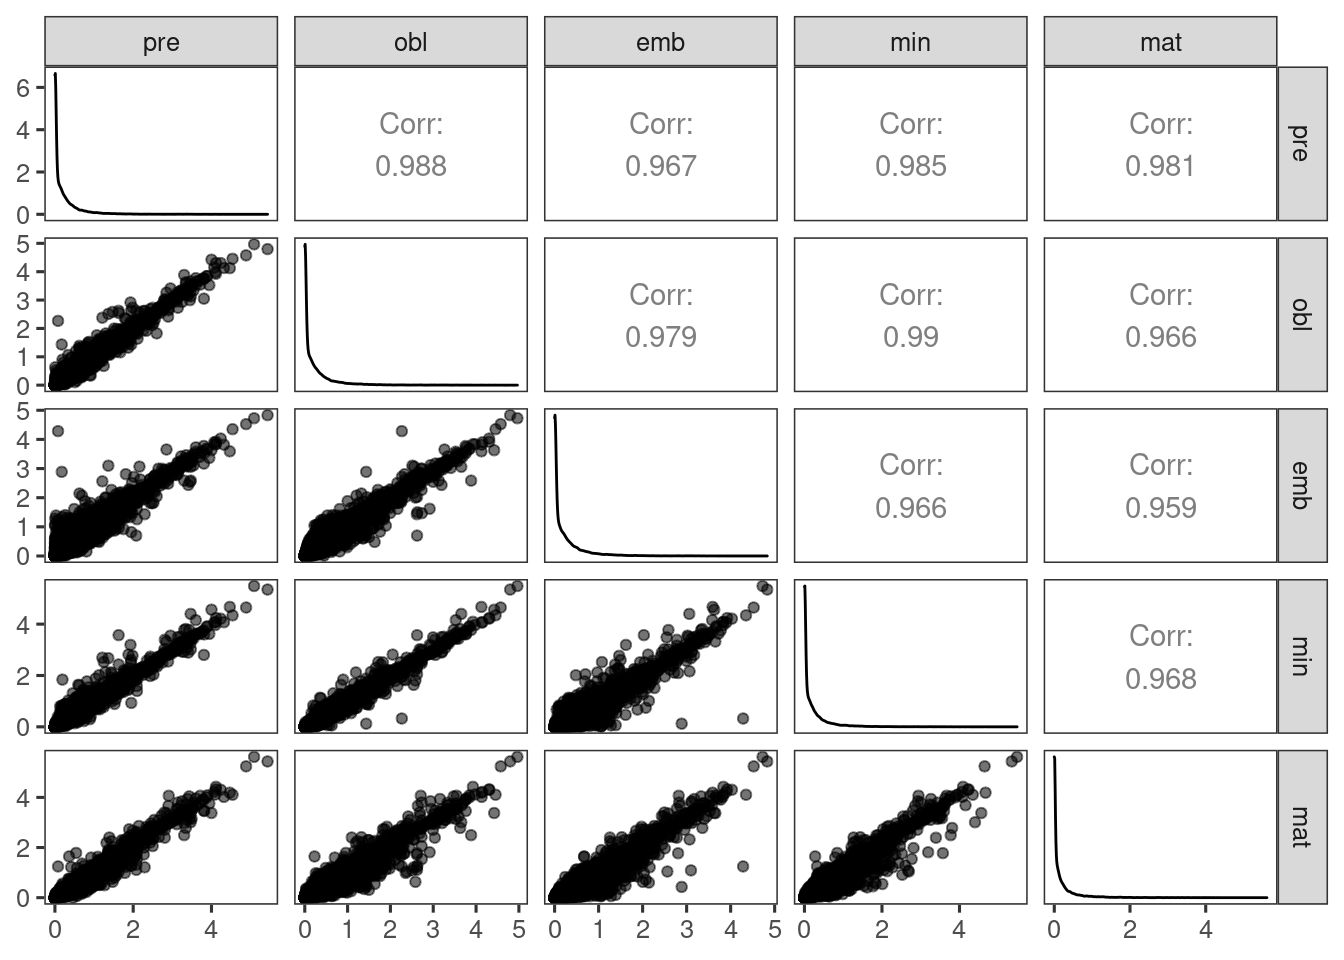 pre obl emb min mat
6
4
2
0
Corr:
0.988
Corr:
0.967
Corr:
0.985
Corr:
0.981
pre
5
4
3
2
1
0
Corr:
0.979
Corr:
0.99
Corr:
0.966
obl
5
4
3
2
1
0
Corr:
0.966
Corr:
0.959
emb
4
2
0
Corr:
0.968
min
4
2
0
mat
0 2 4 0 1 2 3 4 5 0 1 2 3 4 5 0 2 4 0 2 4